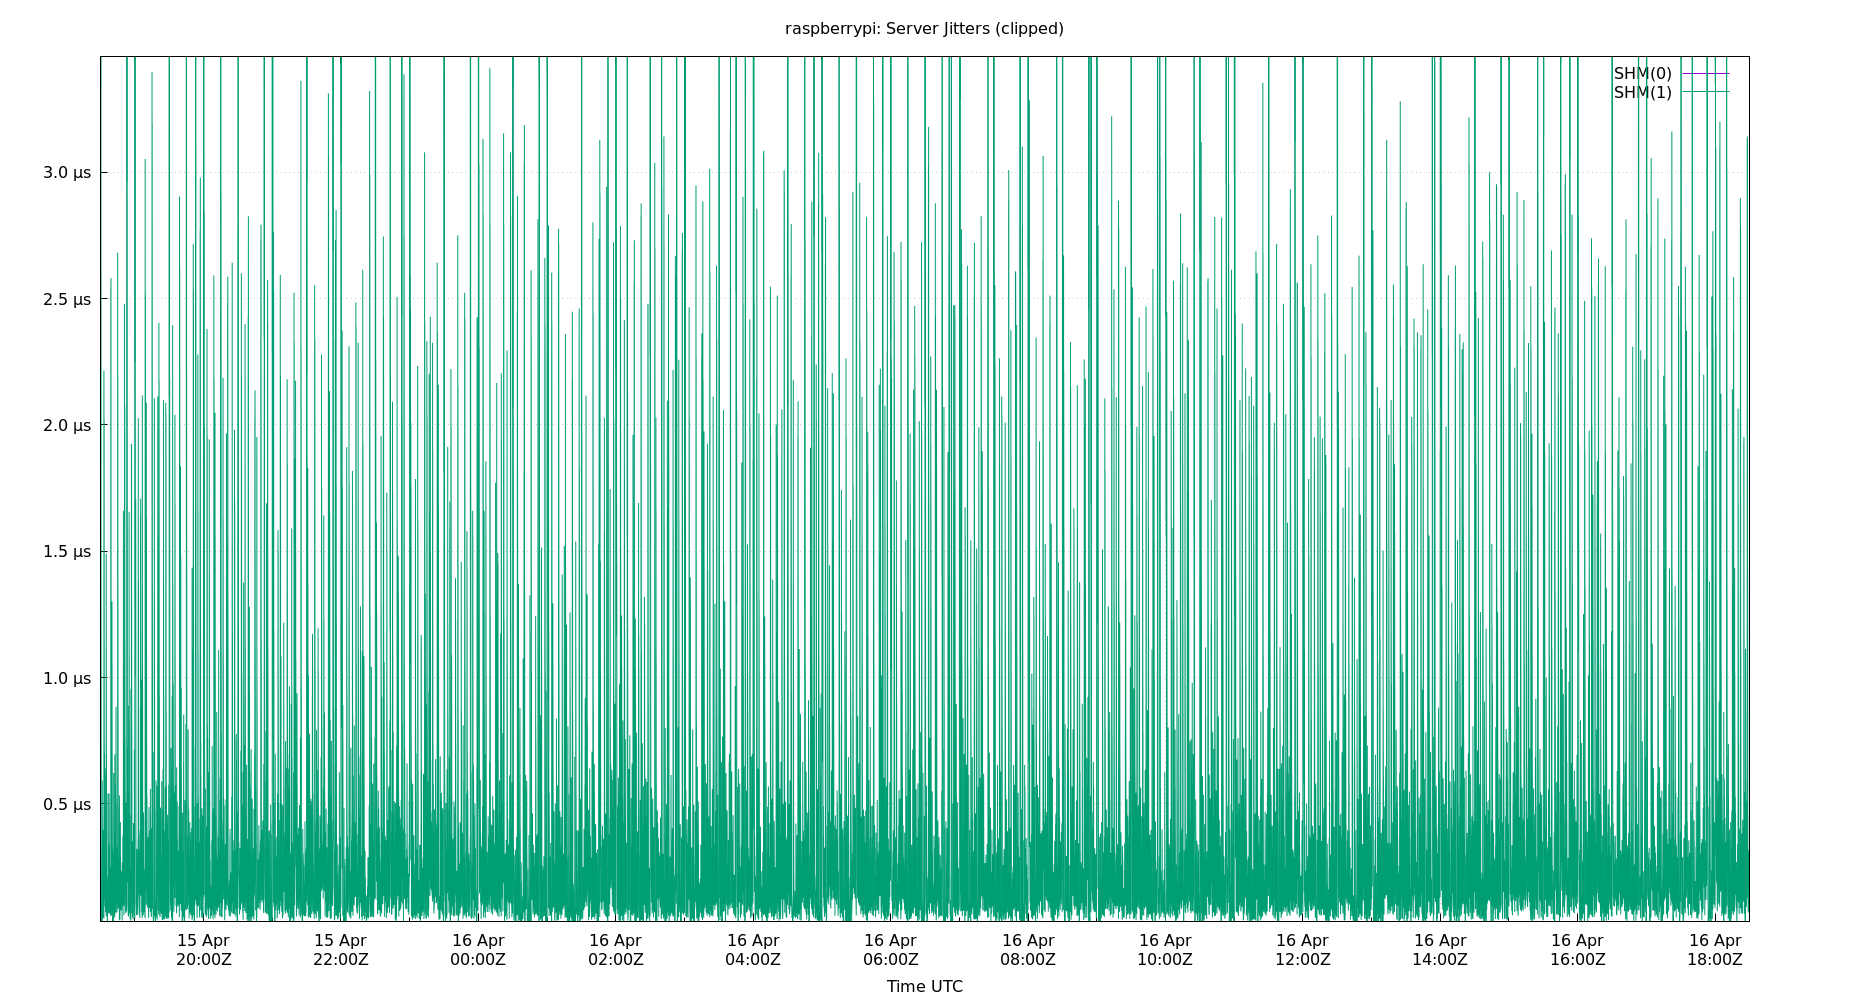 raspberrypi: Server Jitters (clipped)
SHM(0)
SHM(1)
3.0 µs
2.5 µs
2.0 µs
1.5 µs
1.0 µs
0.5 µs
15 Apr 15 Apr 16 Apr 16 Apr 16 Apr 16 Apr 16 Apr 16 Apr 16 Apr 16 Apr 16 Apr 16 Apr
20:00Z 22:00Z 00:00Z 02:00Z 04:00Z 06:00Z 08:00Z 10:00Z 12:00Z 14:00Z 16:00Z 18:00Z
Time UTC